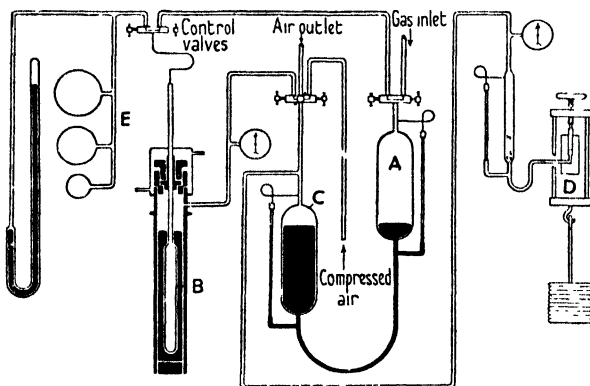 Control
valves
Air outlet
Gas inlet
E
A
C
B
D
Compressed
air